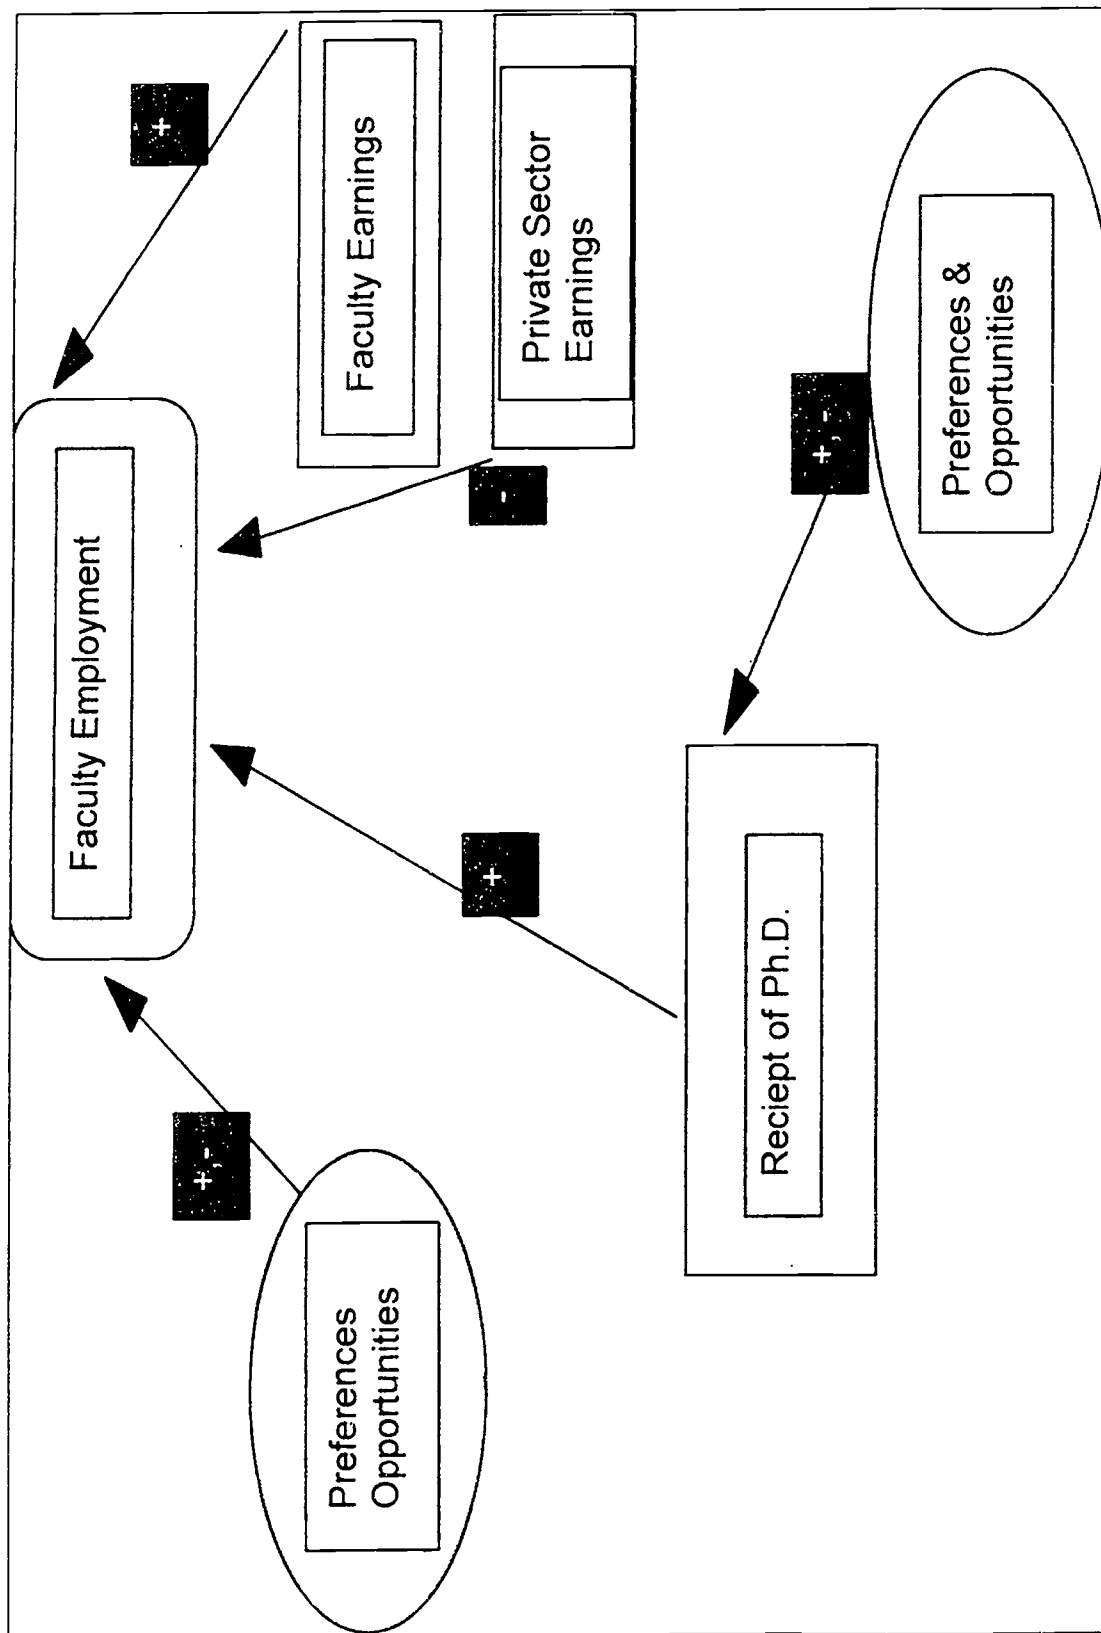 Faculty Employment
+,-
+
Preferences
Opportunities
Faculty Earnings
-
+
Private Sector
Earnings
+,-
Reciept of Ph.D.
Preferences &
Opportunities